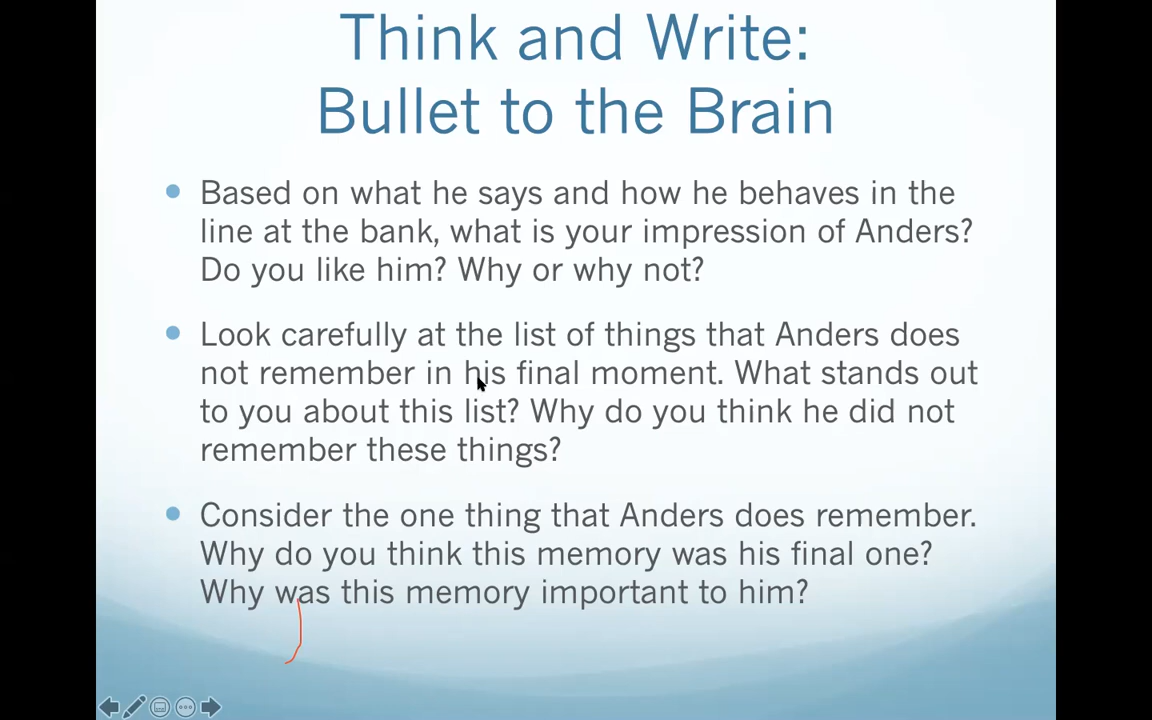 Think and Write:
Bullet to the Brain
Based on what he says and how he behaves in the
line at the bank, what is your impression of Anders?
Do you like him? Why or why not?
Look carefully at the list of things that Anders does
not remember in his final moment. What stands out
to you about this list? Why do you think he did not
remember these things?
Consider the one thing that Anders does remember.
Why do you think this memory was his final one?
Why was this memory important to him?